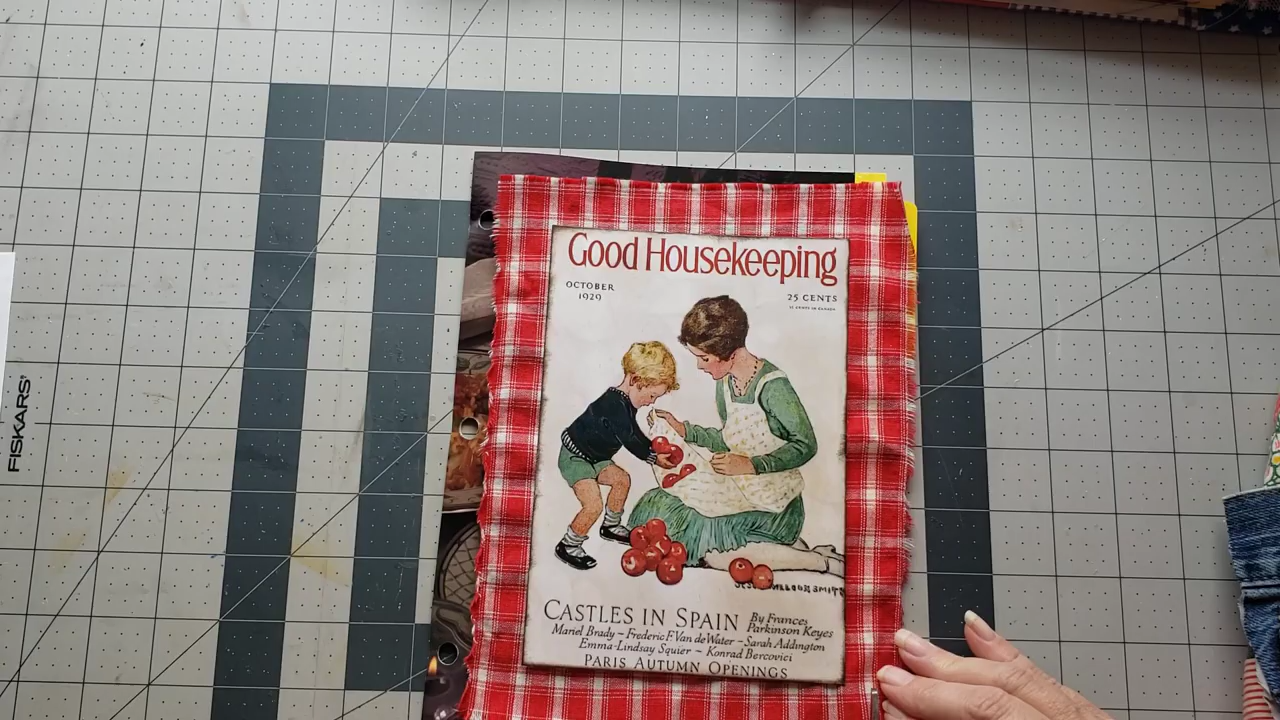 Good Housekeeping
OCTOBER
1929
25 CENTS
CASTLES IN SPAIN By Frances
Parkinson Keyes
Mariel Brady ~ Frederic F. Van de Water ~ Sarah Addington
Emma-Lindsay Squier ~ Konrad Bercovici
PARIS AUTUMN OPENINGS
FISKARS